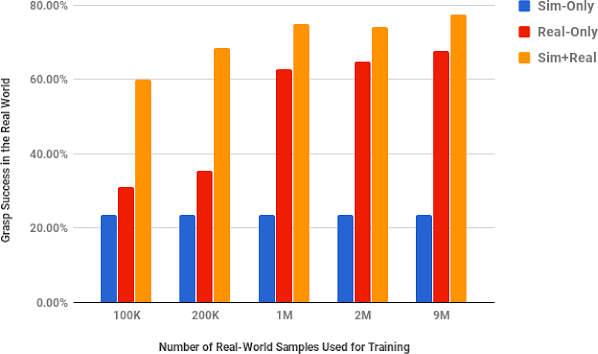 80.00%
60.00%
40.00%
20.00%
0.00%
Grasp Success in the Real World
100K 200K 1M 2M 9M
Number of Real-World Samples Used for Training
Sim-Only
Real-Only
Sim+Real